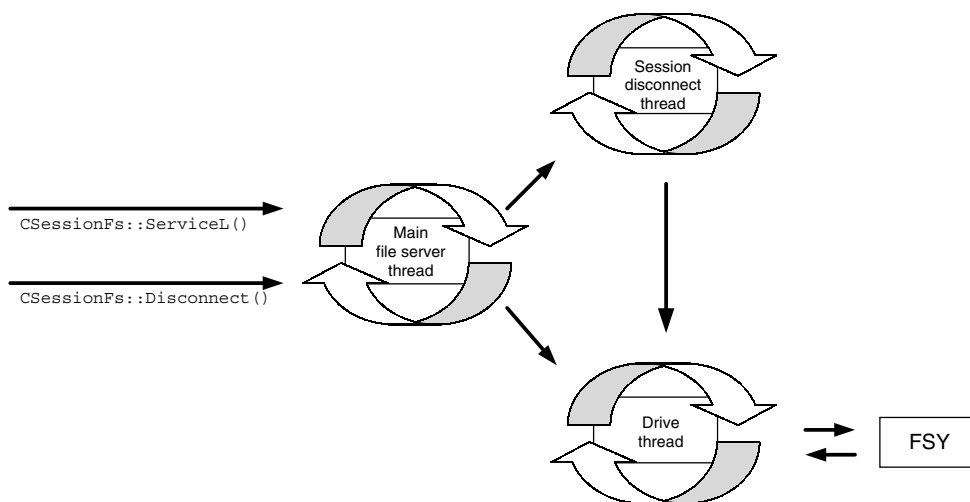 Session
disconnect
thread
CSessionFs::ServiceL()
Main
file server
thread
CSessionFs::Disconnect()
Drive
thread
FSY